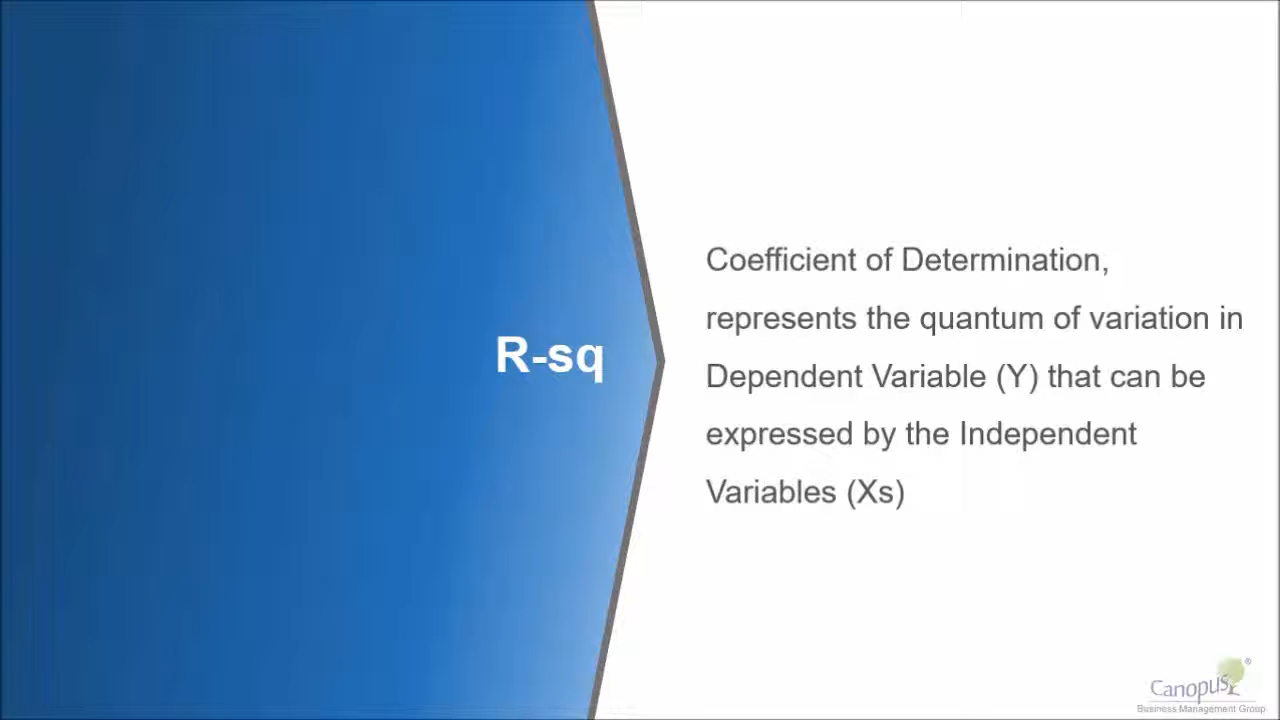 R-sq
Coefficient of Determination,
represents the quantum of variation in
Dependent Variable (Y) that can be
expressed by the Independent
Variables (Xs)
Canopus®
Business Management Group